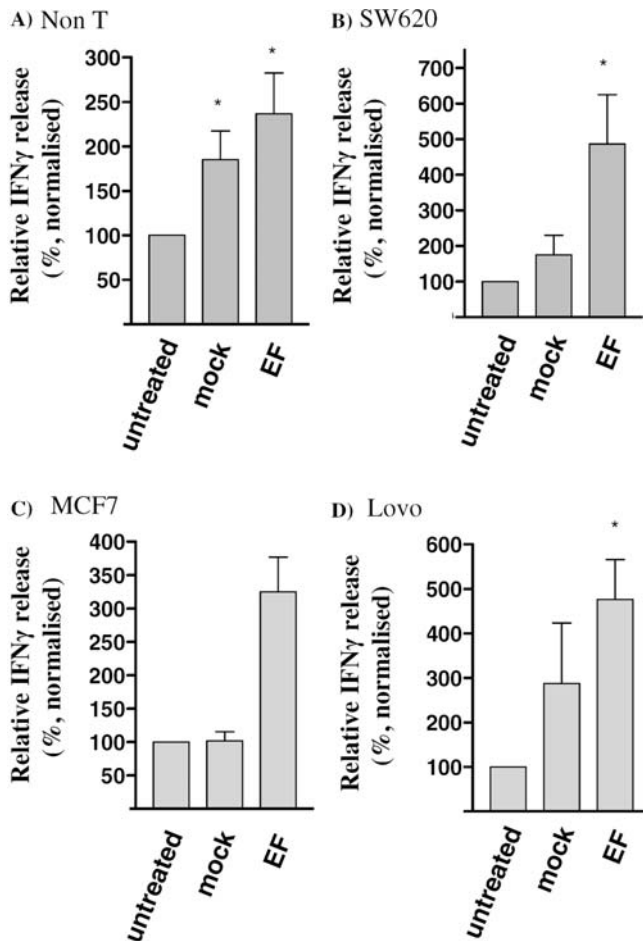 A) Non T
Relative IFNγ release
(%, normalised)
300
250
200
150
100
50
*
*
untreated
mock
EF
B) SW620
Relative IFNγ release
(%, normalised)
700
600
500
400
300
200
100
*
untreated
mock
EF
C) MCF7
Relative IFNγ release
(%, normalised)
400
350
300
250
200
150
100
50
untreated
mock
EF
D) Lovo
Relative IFNγ release
(%, normalised)
600
500
400
300
200
100
*
untreated
mock
EF